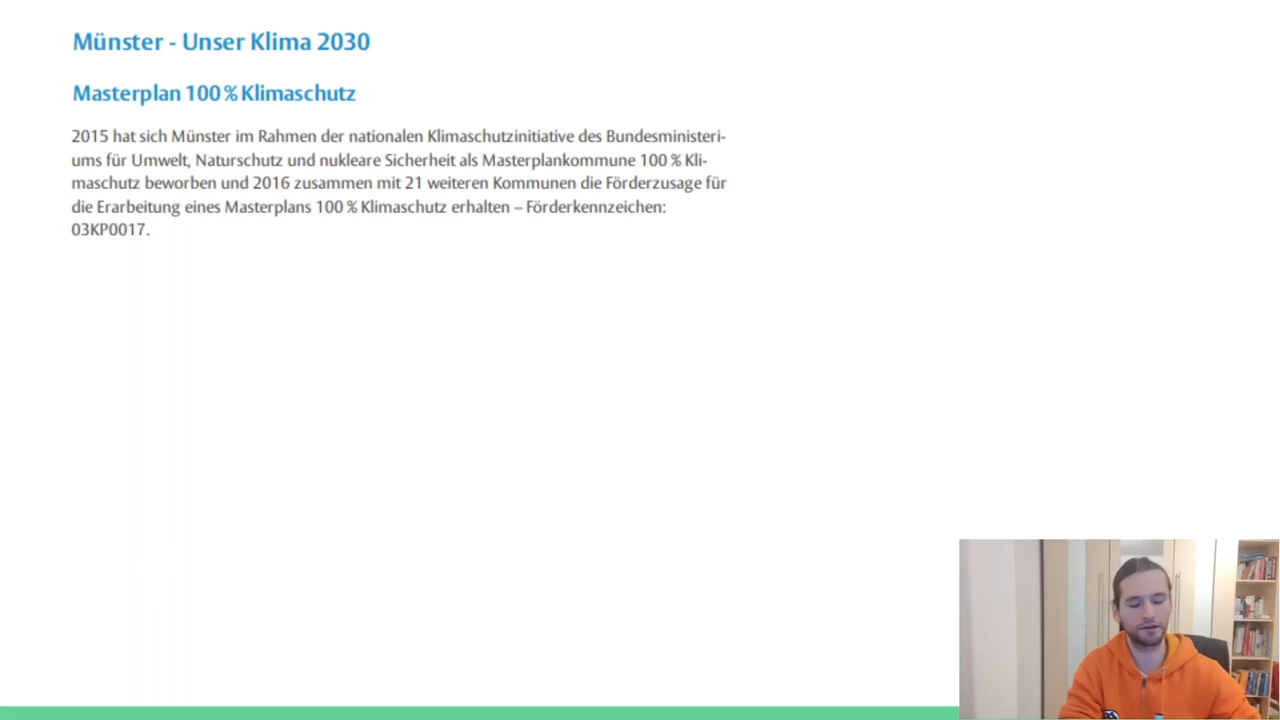 Münster - Unser Klima 2030
Masterplan 100 % Klimaschutz
2015 hat sich Münster im Rahmen der nationalen Klimaschutzinitiative des Bundesministeri-
ums für Umwelt, Naturschutz und nukleare Sicherheit als Masterplankommune 100 % Kli-
maschutz beworben und 2016 zusammen mit 21 weiteren Kommunen die Förderzusage für
die Erarbeitung eines Masterplans 100 % Klimaschutz erhalten – Förderkennzeichen:
03KP0017.